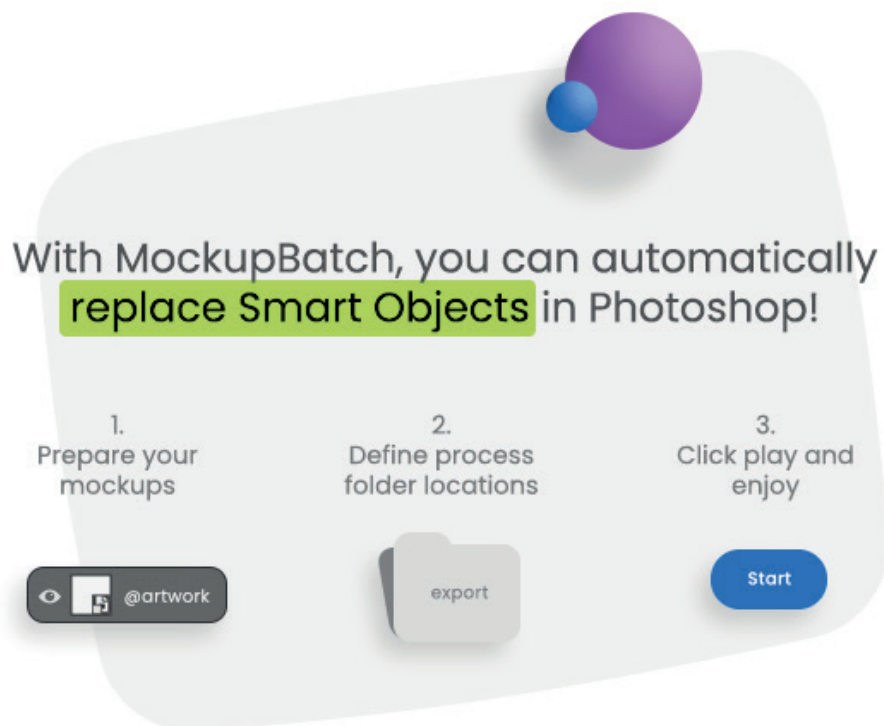 With MockupBatch, you can automatically
replace Smart Objects in Photoshop!
1.
Prepare your
mockups
2.
Define process
folder locations
3.
Click play and
enjoy
@artwork
export
Start